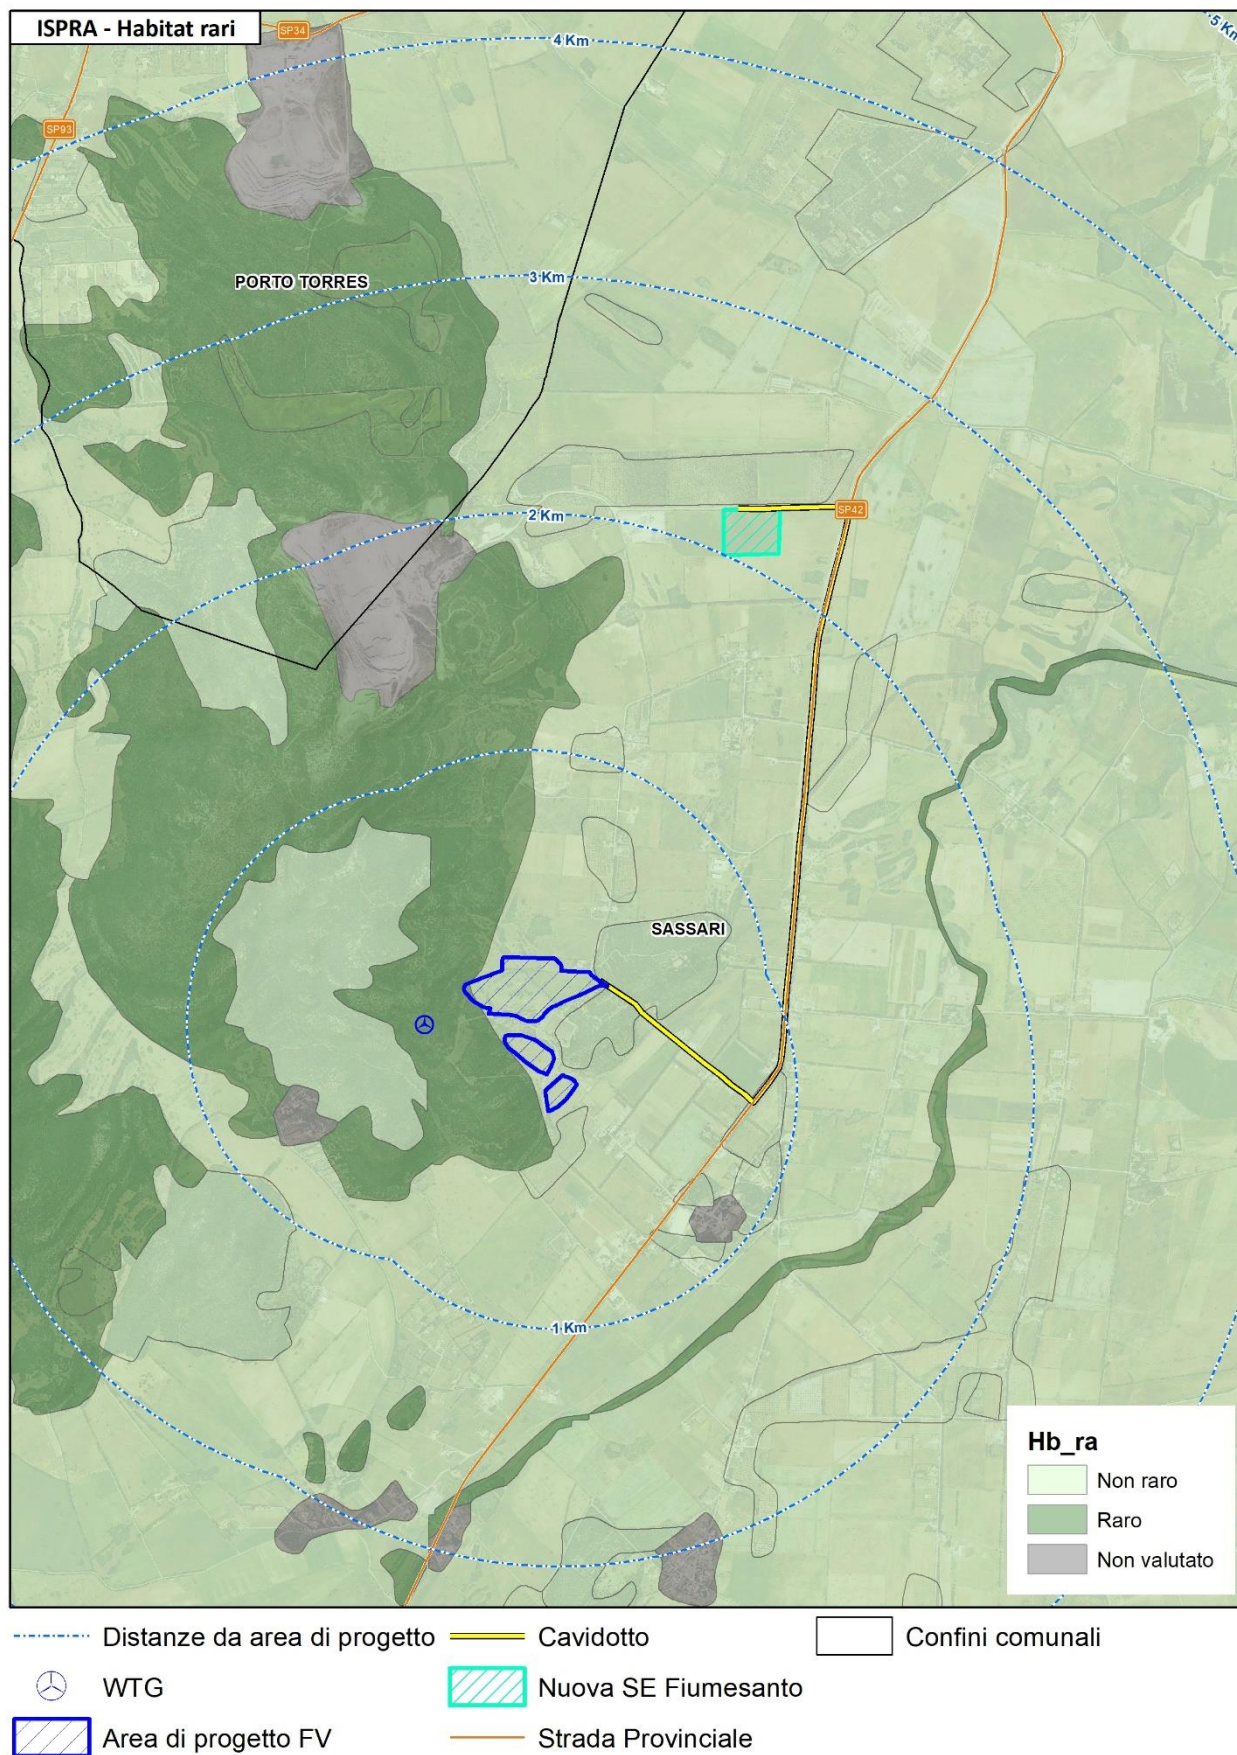 ISPRA - Habitat rari
SP34
4 Km
5 Km
SP93
PORTO TORRES
3 Km
2 Km
SP42
SASSARI
1 Km
Hb_ra
Non raro
Raro
Non valutato
Distanze da area di progetto
Cavidotto
Confini comunali
WTG
Nuova SE Fiumesanto
Area di progetto FV
Strada Provinciale